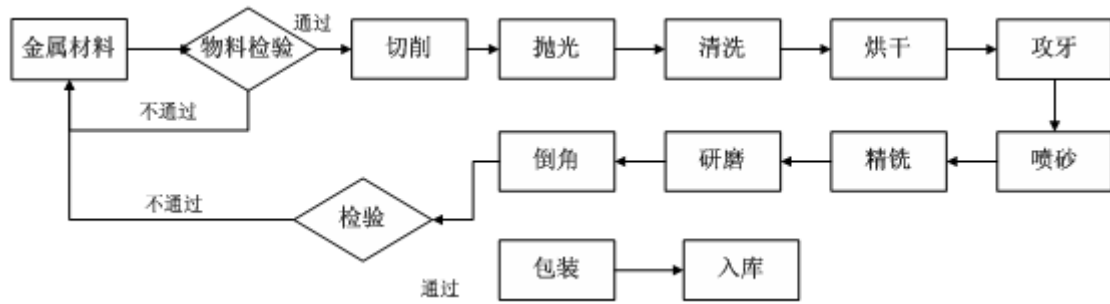 通过
金属材料
物料检验
切削
抛光
清洗
烘干
攻牙
不通过
倒角
研磨
精铣
喷砂
不通过
检验
包装
入库
通过